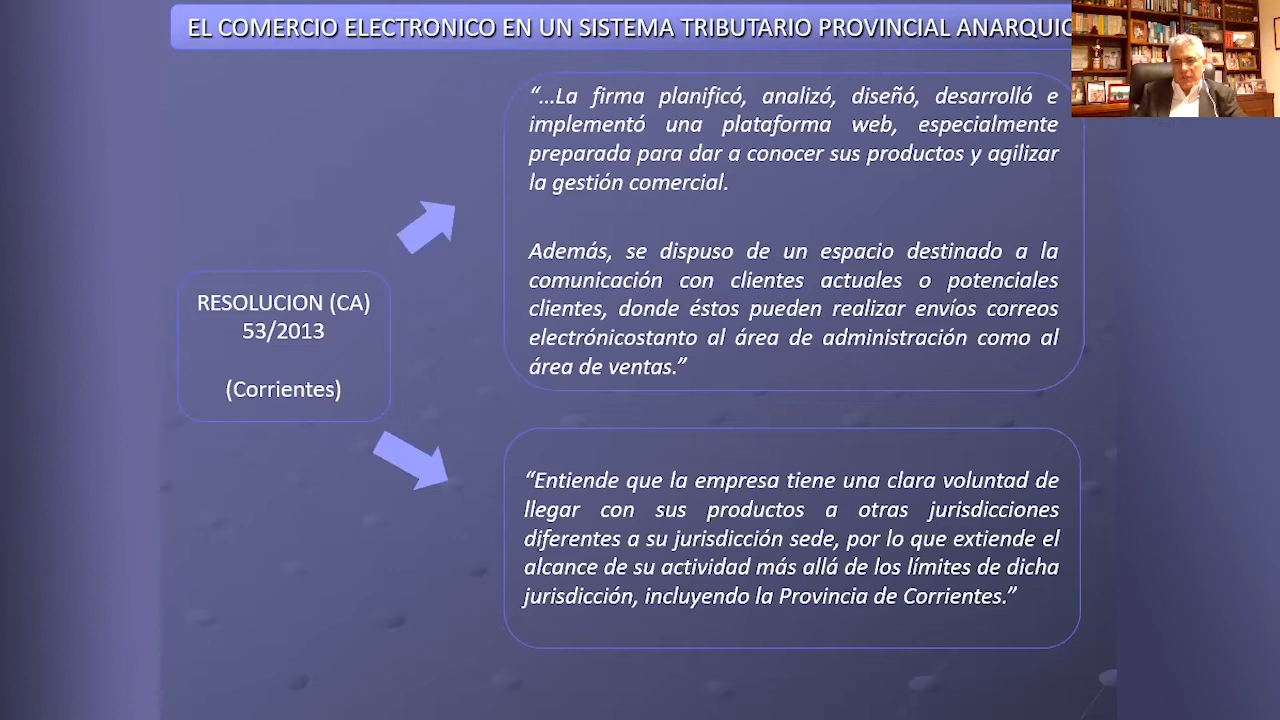 EL COMERCIO ELECTRONICO EN UN SISTEMA TRIBUTARIO PROVINCIAL
“...La firma planificó, analizó, diseñó, desarrolló e
implementó una plataforma web, especialmente
preparada para dar a conocer sus productos y agilizar
la gestión comercial.
Además, se dispuso de un espacio destinado a la
comunicación con clientes actuales o potenciales
clientes, donde éstos pueden realizar envíos correos
electrónicostanto al área de administración como al
área de ventas.”
RESOLUCION (CA)
53/2013
(Corrientes)
“Entiende que la empresa tiene una clara voluntad de
llegar con sus productos a otras jurisdicciones
diferentes a su jurisdicción sede, por lo que extiende el
alcance de su actividad más allá de los límites de dicha
jurisdicción, incluyendo la Provincia de Corrientes.”